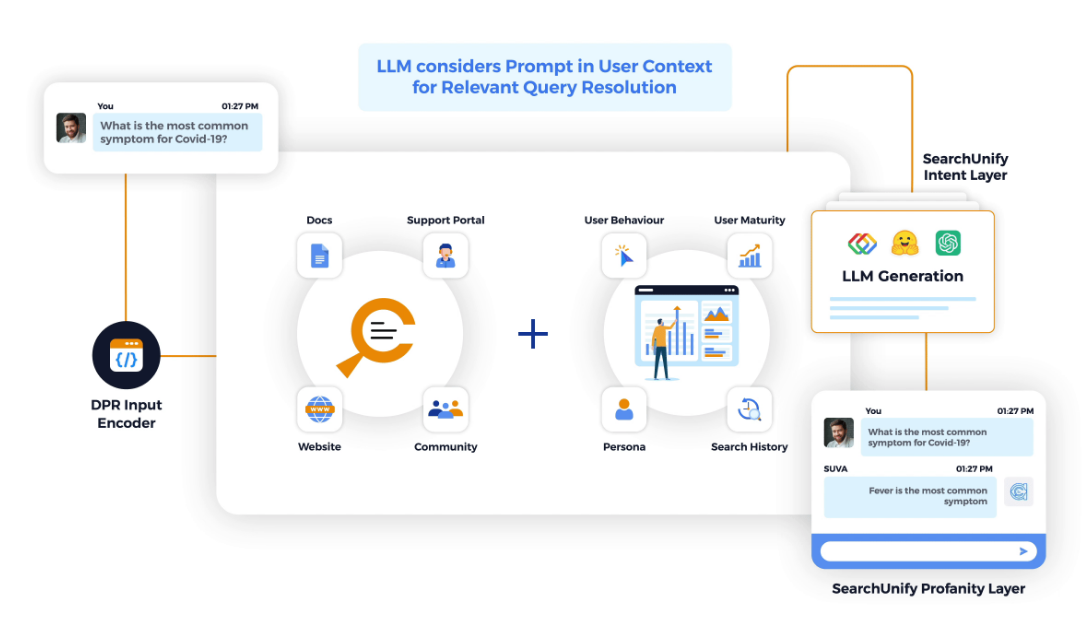 LLM considers Prompt in User Context
for Relevant Query Resolution
You
01:27 PM
What is the most common
symptom for Covid-19?
DPR Input
Encoder
Docs
Support Portal
Website
WWW
Community
User Behaviour
User Maturity
Persona
Search History
SearchUnify
Intent Layer
LLM Generation
You
01:27 PM
What is the most common
symptom for Covid-19?
SUVA
01:27 PM
Fever is the most common
symptom
SearchUnify Profanity Layer